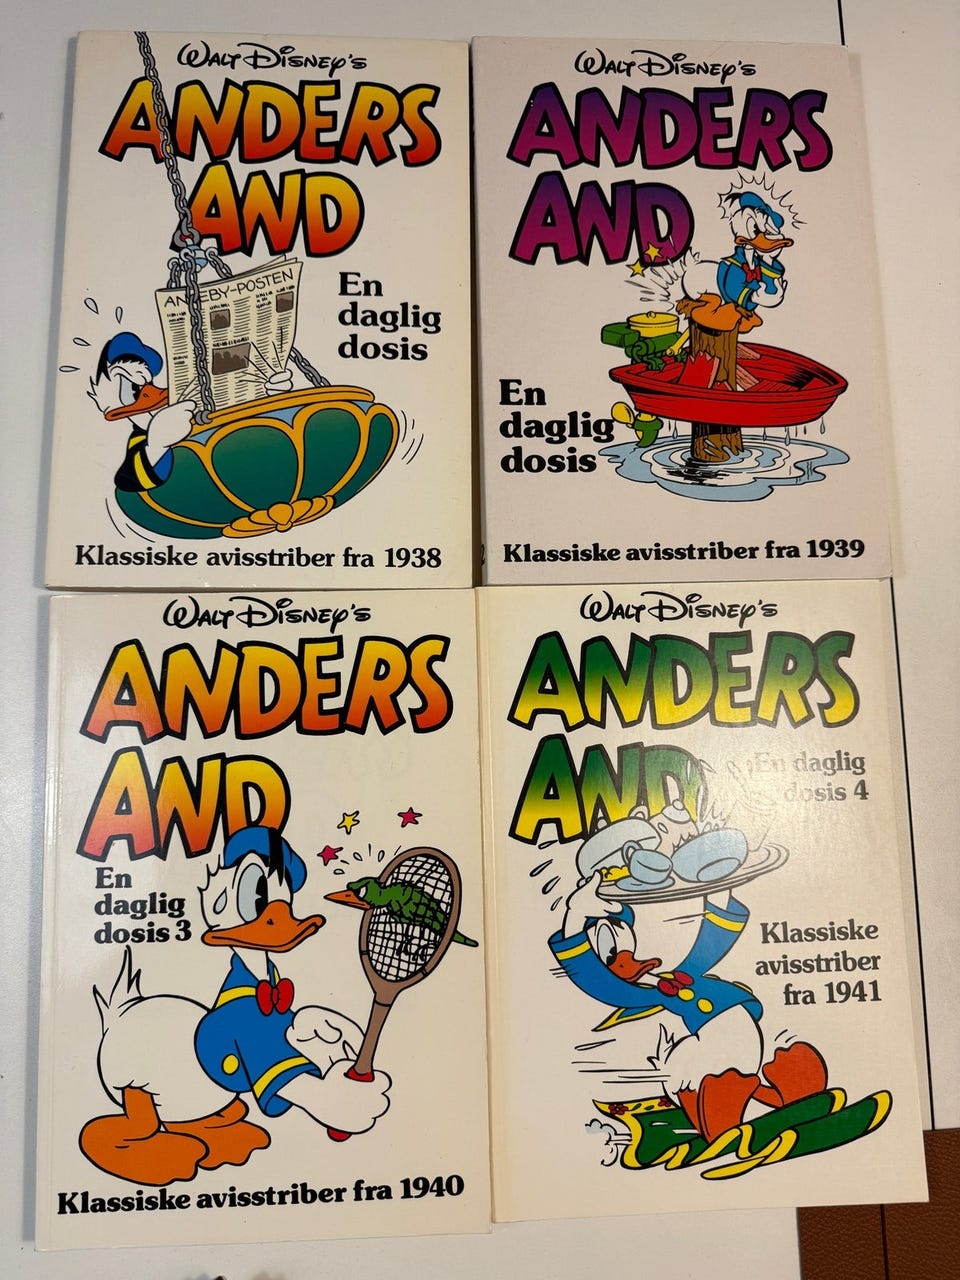 WALT DISNEY'S
ANDERS
AND
ANDEBY-POSTEN
En
daglig
dosis
Klassiske avisstriber fra 1938
WALT DISNEY'S
ANDERS
AND
En
daglig
dosis
Klassiske avisstriber fra 1939
WALT DISNEY'S
ANDERS
AND
En
daglig
dosis 3
Klassiske avisstriber fra 1940
WALT DISNEY'S
ANDERS
AND
En daglig
dosis 4
Klassiske
avisstriber
fra 1941